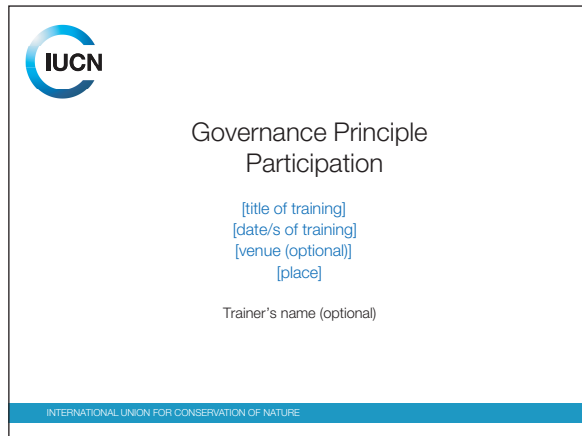 IUCN
Governance Principle
Participation
[title of training]
[date/s of training]
[venue (optional)]
[place]
Trainer's name (optional)
INTERNATIONAL UNION FOR CONSERVATION OF NATURE